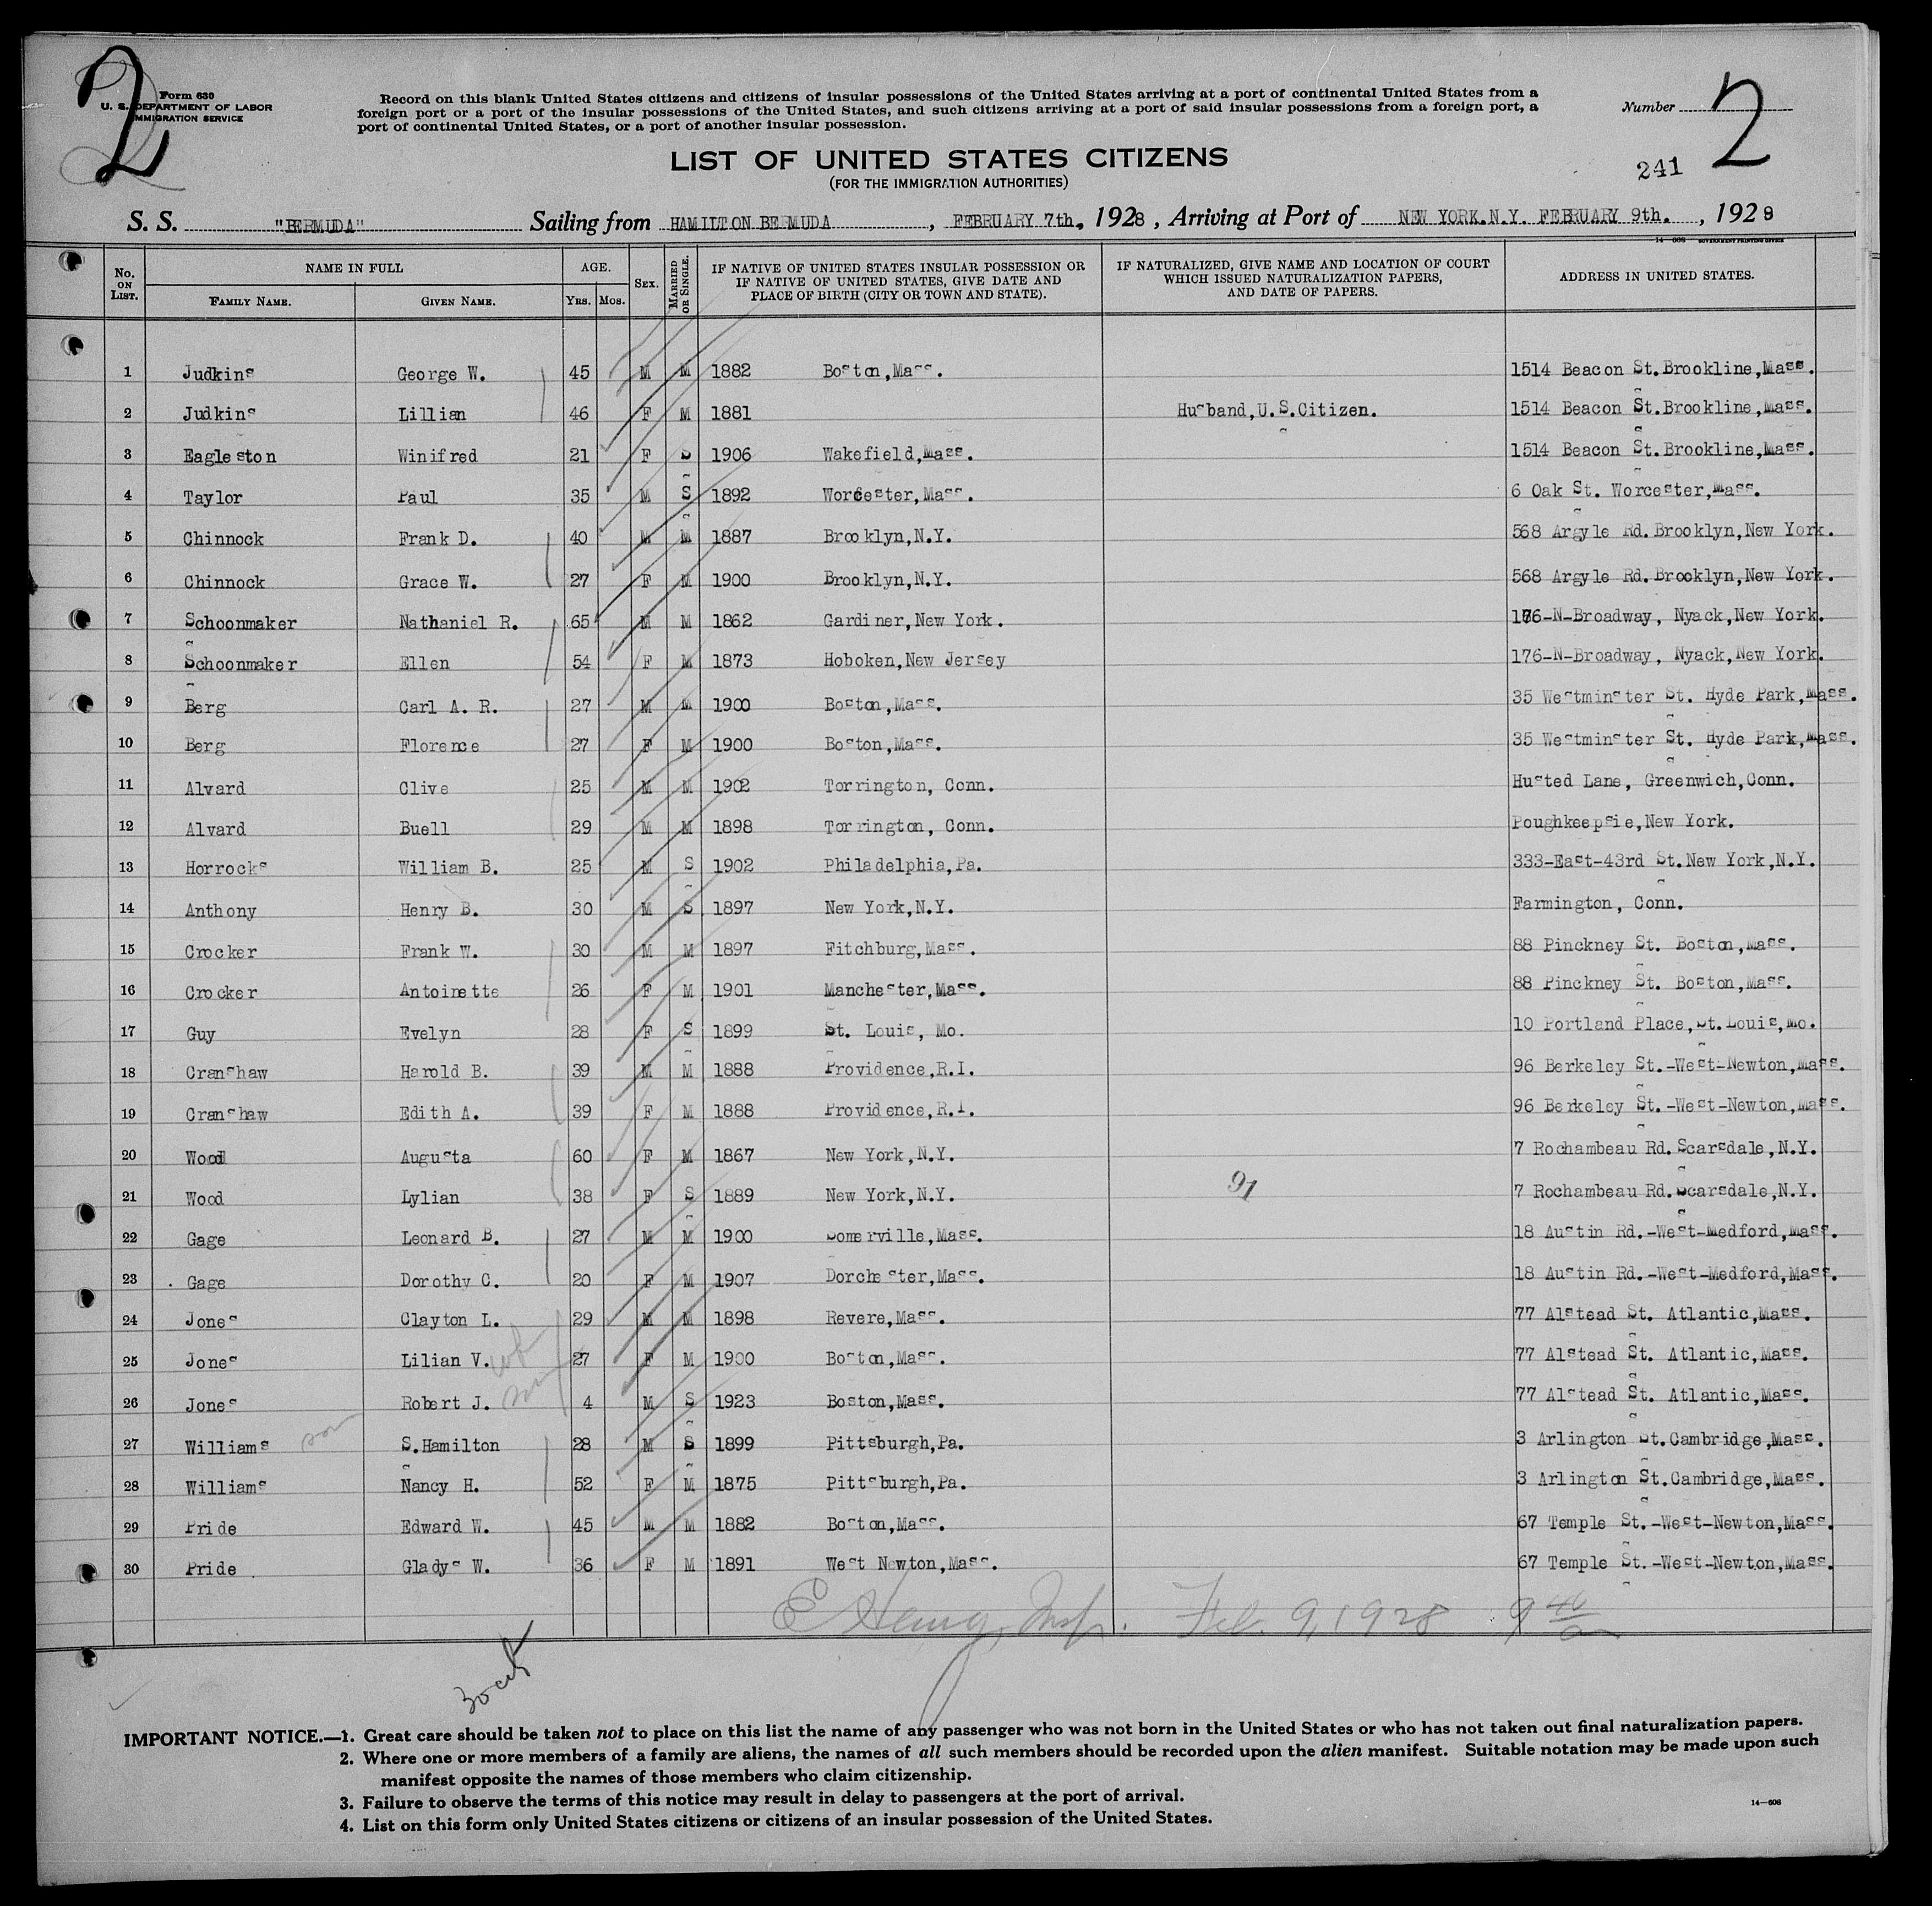 2
Form 630
U. S. DEPARTMENT OF LABOR
IMMIGRATION SERVICE
Record on this blank United States citizens and citizens of insular possessions of the United States arriving at a port of continental United States from a
foreign port or a port of the insular possessions of the United States, and such citizens arriving at a port of said insular possessions from a foreign port, a
port of continental United States, or a port of another insular possession.
Number 2
LIST OF UNITED STATES CITIZENS
(FOR THE IMMIGRATION AUTHORITIES)
241
S. S. "BERMUDA" Sailing from HAMILTON BERMUDA, FEBRUARY 7th, 1928, Arriving at Port of NEW YORK.N.Y. FEBRUARY 9th., 1928
14—608 GOVERNMENT PRINTING OFFICE
No. ON LIST. NAME IN FULL FAMILY NAME. GIVEN NAME. AGE. YRS. MOS. SEX. MARRIED OR SINGLE. IF NATIVE OF UNITED STATES INSULAR POSSESSION OR IF NATIVE OF UNITED STATES, GIVE DATE AND PLACE OF BIRTH (CITY OR TOWN AND STATE). IF NATURALIZED, GIVE NAME AND LOCATION OF COURT WHICH ISSUED NATURALIZATION PAPERS, AND DATE OF PAPERS. ADDRESS IN UNITED STATES.
1 Judkins George W. 45 M M 1882 Boston,Mass. 1514 Beacon St.Brookline,Mass.
2 Judkins Lillian 46 F M 1881 Husband,U.S.Citizen. 1514 Beacon St.Brookline,Mass.
3 Eagleston Winifred 21 F S 1906 Wakefield,Mass. 1514 Beacon St.Brookline,Mass.
4 Taylor Paul 35 M S 1892 Worcester,Mass. 6 Oak St. Worcester,Mass.
5 Chinnock Frank D. 40 M M 1887 Brooklyn,N.Y. 568 Argyle Rd.Brooklyn,New York.
6 Chinnock Grace W. 27 F M 1900 Brooklyn,N.Y. 568 Argyle Rd.Brooklyn,New York.
7 Schoonmaker Nathaniel R. 65 M M 1862 Gardiner,New York. 176-N-Broadway, Nyack,New York.
8 Schoonmaker Ellen 54 F M 1873 Hoboken,New Jersey 176-N-Broadway, Nyack,New York.
9 Berg Carl A. R. 27 M M 1900 Boston,Mass. 35 Westminster St. Hyde Park,Mass.
10 Berg Florence 27 F M 1900 Boston,Mass. 35 Westminster St. Hyde Park,Mass.
11 Alvard Clive 25 M M 1902 Torrington, Conn. Husted Lane, Greenwich,Conn.
12 Alvard Buell 29 M M 1898 Torrington, Conn. Poughkeepsie,New York.
13 Horrocks William B. 25 M S 1902 Philadelphia,Pa. 333-East-43rd St.New York,N.Y.
14 Anthony Henry B. 30 M S 1897 New York,N.Y. Farmington, Conn.
15 Crocker Frank W. 30 M M 1897 Fitchburg,Mass. 88 Pinckney St. Boston,Mass.
16 Crocker Antoinette 26 F M 1901 Manchester,Mass. 88 Pinckney St. Boston,Mass.
17 Guy Evelyn 28 F S 1899 St. Louis, Mo. 10 Portland Place,St.Louis,Mo.
18 Cranshaw Harold B. 39 M M 1888 Providence,R.I. 96 Berkeley St.-West-Newton,Mass.
19 Cranshaw Edith A. 39 F M 1888 Providence,R.I. 96 Berkeley St.-West-Newton,Mass.
20 Wood Augusta 60 F M 1867 New York,N.Y. 7 Rochambeau Rd.Scarsdale,N.Y.
21 Wood Lylian 38 F S 1889 New York,N.Y. 91 7 Rochambeau Rd.Scarsdale,N.Y.
22 Gage Leonard B. 27 M M 1900 Somerville,Mass. 18 Austin Rd.-West-Medford,Mass.
23 Gage Dorothy C. 20 F M 1907 Dorchester,Mass. 18 Austin Rd.-West-Medford,Mass.
24 Jones Clayton L. 29 M M 1898 Revere,Mass. 77 Alstead St. Atlantic,Mass.
25 Jones Lilian V. wf 27 F M 1900 Boston,Mass. 77 Alstead St. Atlantic,Mass.
26 Jones Robert J. son 4 M S 1923 Boston,Mass. 77 Alstead St. Atlantic,Mass.
27 Williams son S.Hamilton 28 M S 1899 Pittsburgh,Pa. 3 Arlington St.Cambridge,Mass.
28 Williams Nancy H. 52 F M 1875 Pittsburgh,Pa. 3 Arlington St.Cambridge,Mass.
29 Pride Edward W. 45 M M 1882 Boston,Mass. 67 Temple St.-West-Newton,Mass.
30 Pride Gladys W. 36 F M 1891 West Newton,Mass. 67 Temple St.-West-Newton,Mass.
Insp. Feb. 9, 1928 9 40 a
IMPORTANT NOTICE.—1. Great care should be taken not to place on this list the name of any passenger who was not born in the United States or who has not taken out final naturalization papers.
2. Where one or more members of a family are aliens, the names of all such members should be recorded upon the alien manifest. Suitable notation may be made upon such
manifest opposite the names of those members who claim citizenship.
3. Failure to observe the terms of this notice may result in delay to passengers at the port of arrival.
4. List on this form only United States citizens or citizens of an insular possession of the United States.
14—608